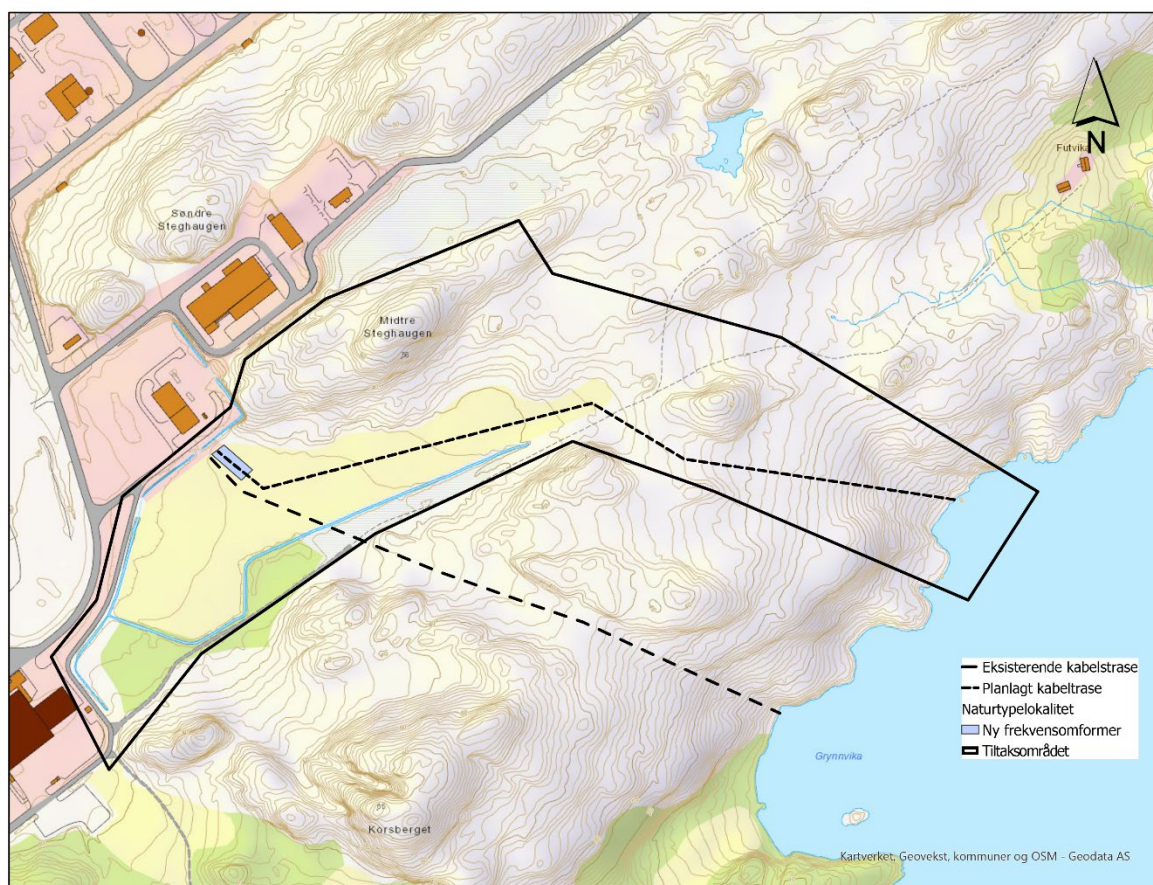 N
Futvika
Søndre
Steghaugen
Midtre
Steghaugen
36
Eksisterende kabelstrase
Planlagt kabeltrase
Naturtypelokalitet
Ny frekvensomformer
Tiltaksområdet
Grynnvika
Korsberget
Kartverket, Geovekst, kommuner og OSM - Geodata AS